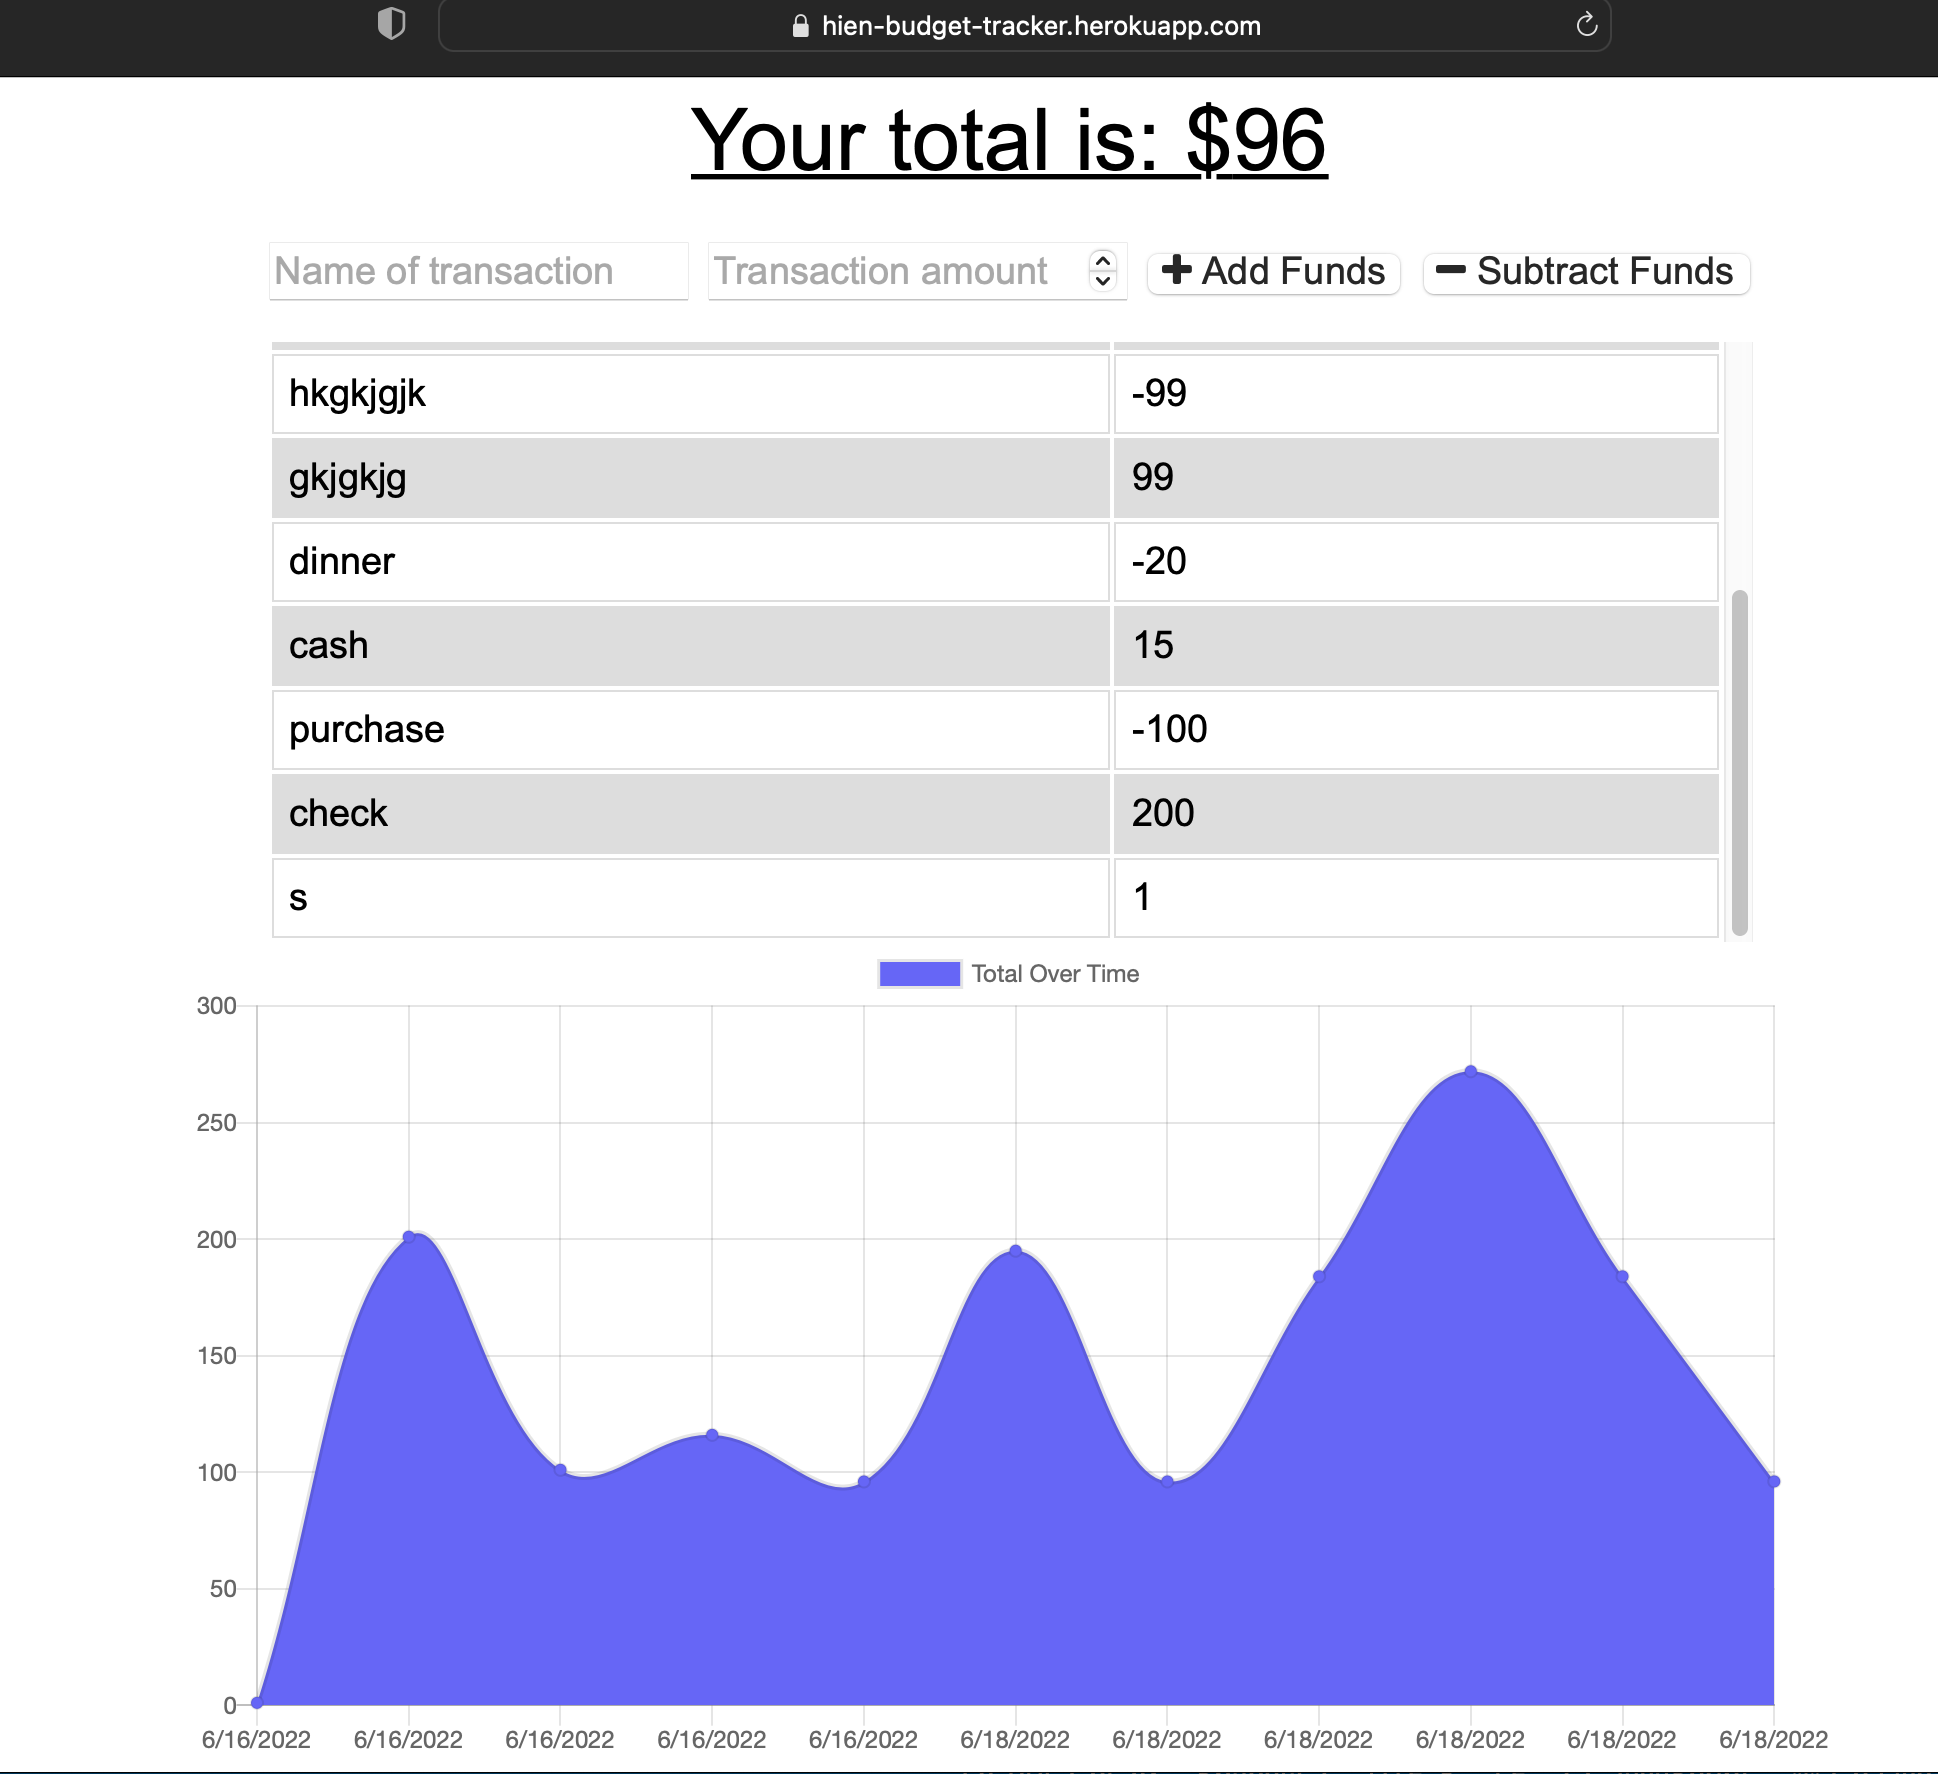 hien-budget-tracker.herokuapp.com
Your total is: $96
Name of transaction Transaction amount Add Funds Subtract Funds
hkgkjgjk -99
gkjgkjg 99
dinner -20
cash 15
purchase -100
check 200
s 1
Total Over Time
300
250
200
150
100
50
0
6/16/2022 6/16/2022 6/16/2022 6/16/2022 6/16/2022 6/18/2022 6/18/2022 6/18/2022 6/18/2022 6/18/2022 6/18/2022